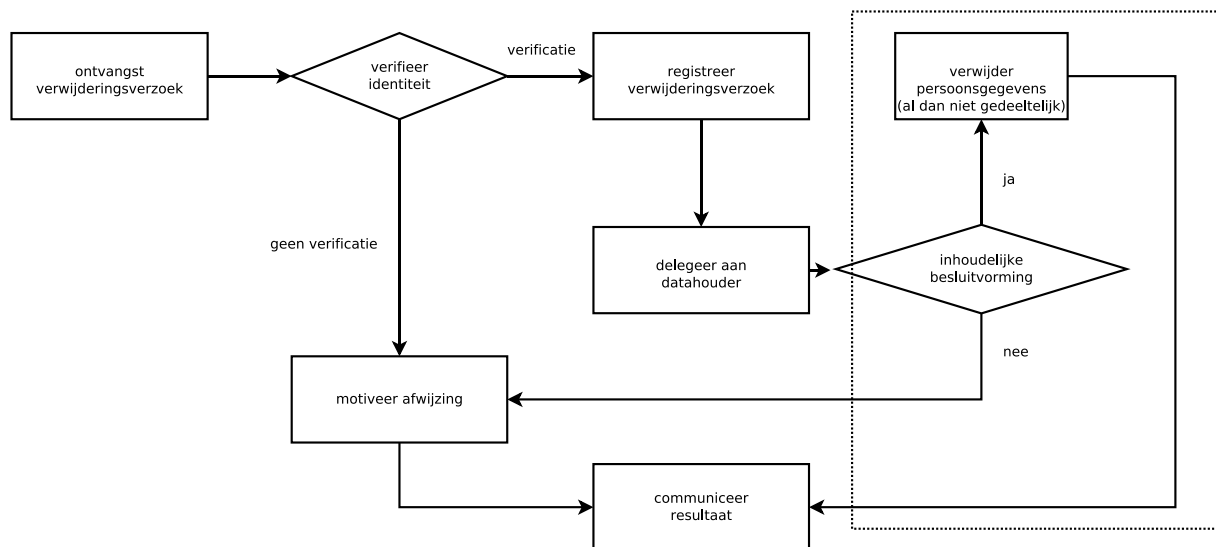 ontvangst
verwijderingsverzoek
verifieer
identiteit
verificatie
registreer
verwijderingsverzoek
verwijder
persoonsgegevens
(al dan niet gedeeltelijk)
ja
geen verificatie
delegeer aan
datahouder
inhoudelijke
besluitvorming
nee
motiveer afwijzing
communiceer
resultaat